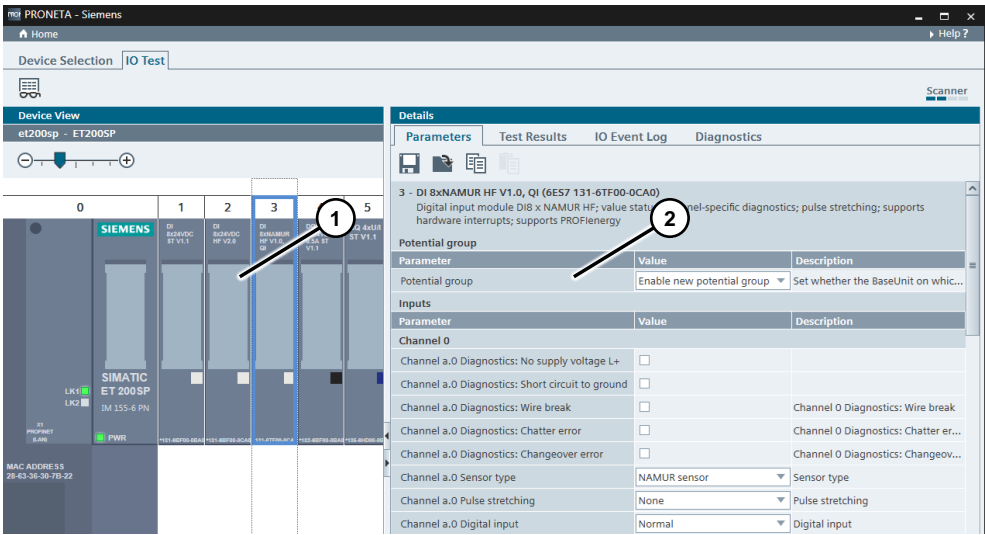 PRONETA - Siemens
Home
Help ?
Device Selection
IO Test
Scanner
Device View
Details
et200sp - ET200SP
Parameters
Test Results
IO Event Log
Diagnostics
3 - DI 8xNAMUR HF V1.0, QI (6ES7 131-6TF00-0CA0)
Digital input module DI8 x NAMUR HF; value
diagnostics; pulse stretching; supports
hardware interrupts; supports PROFIenergy
0
1
2
3
5
1
2
SIEMENS
DI 8x24VDC ST V1.1
DI 8x24VDC HF V2.0
DI 8xNAMUR HF V1.0, QI
ST V1.1
Potential group
Parameter
Value
Description
Potential group
Enable new potential group
Set whether the BaseUnit on whic...
Inputs
Parameter
Value
Description
Channel 0
Channel a.0 Diagnostics: No supply voltage L+
Channel a.0 Diagnostics: Short circuit to ground
Channel a.0 Diagnostics: Wire break
Channel 0 Diagnostics: Wire break
Channel a.0 Diagnostics: Chatter error
Channel 0 Diagnostics: Chatter er...
Channel a.0 Diagnostics: Changeover error
Channel 0 Diagnostics: Changeov...
Channel a.0 Sensor type
NAMUR sensor
Sensor type
Channel a.0 Pulse stretching
None
Pulse stretching
Channel a.0 Digital input
Normal
Digital input
SIMATIC
ET 200SP
IM 155-6 PN
LK1
LK2
X1
PROFINET
(LAN)
PWR
MAC ADDRESS
28-63-36-30-7B-22